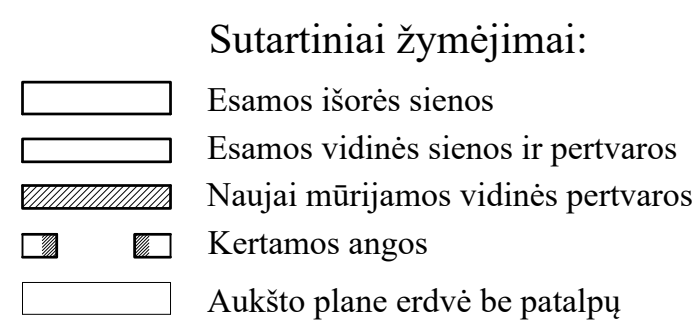 Sutartiniai žymėjimai:
Esamos išorės sienos
Esamos vidinės sienos ir pertvaros
Naujai mūrijamos vidinės pertvaros
Kertamos angos
Aukšto plane erdvė be patalpų